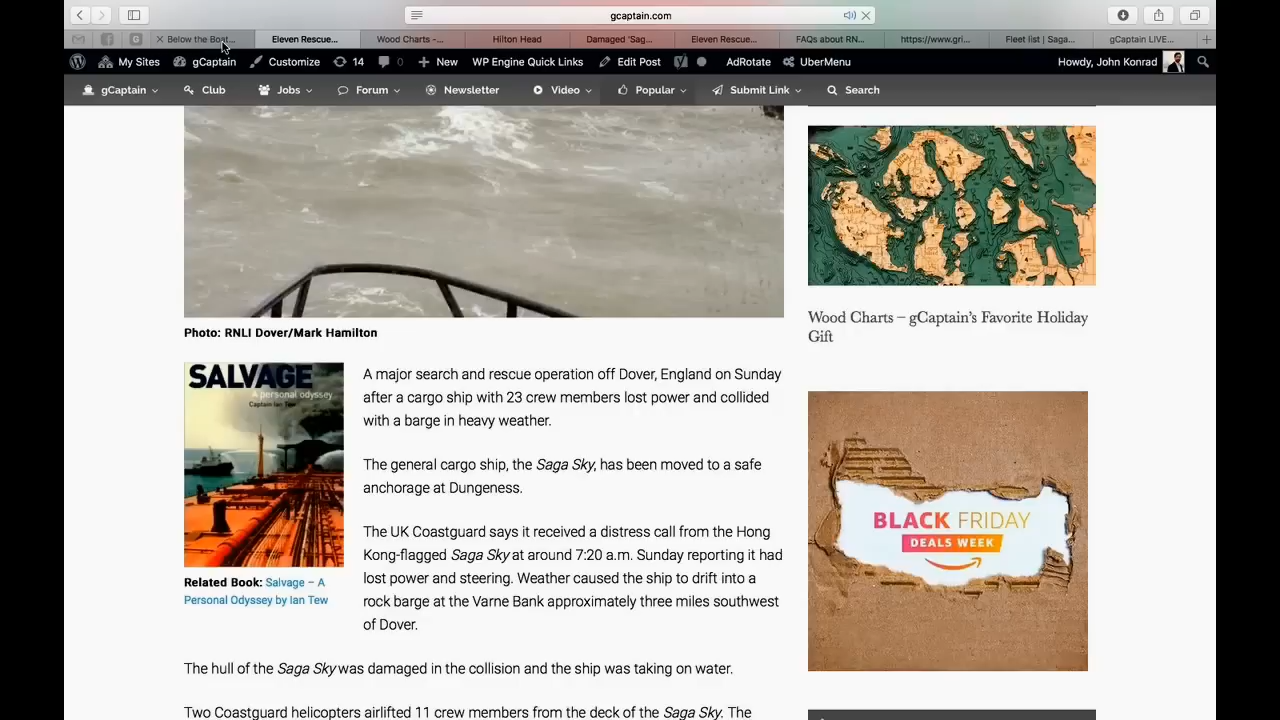 gcaptain.com
Below the Boat... Eleven Rescue... Wood Charts –... Hilton Head Damaged 'Sag... Eleven Rescue... FAQs about RN... https://www.gri... Fleet list | Saga... gCaptain LIVE...
My Sites gCaptain Customize 14 0 New WP Engine Quick Links Edit Post AdRotate UberMenu Howdy, John Konrad
gCaptain Club Jobs Forum Newsletter Video Popular Submit Link Search
Photo: RNLI Dover/Mark Hamilton
SALVAGE
A personal odyssey
Captain Ian Tew
Related Book: Salvage – A
Personal Odyssey by Ian Tew
A major search and rescue operation off Dover, England on Sunday
after a cargo ship with 23 crew members lost power and collided
with a barge in heavy weather.
The general cargo ship, the Saga Sky, has been moved to a safe
anchorage at Dungeness.
The UK Coastguard says it received a distress call from the Hong
Kong-flagged Saga Sky at around 7:20 a.m. Sunday reporting it had
lost power and steering. Weather caused the ship to drift into a
rock barge at the Varne Bank approximately three miles southwest
of Dover.
The hull of the Saga Sky was damaged in the collision and the ship was taking on water.
Two Coastguard helicopters airlifted 11 crew members from the deck of the Saga Sky. The
Wood Charts – gCaptain's Favorite Holiday
Gift
BLACK FRIDAY
DEALS WEEK